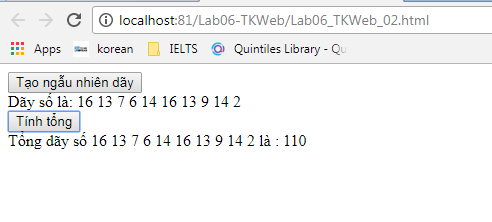 localhost:81/Lab06-TKWeb/Lab06_TKWeb_02.html
Apps korean IELTS Quintiles Library - Qu
Tạo ngẫu nhiên dãy
Dãy số là: 16 13 7 6 14 16 13 9 14 2
Tính tổng
Tổng dãy số 16 13 7 6 14 16 13 9 14 2 là : 110